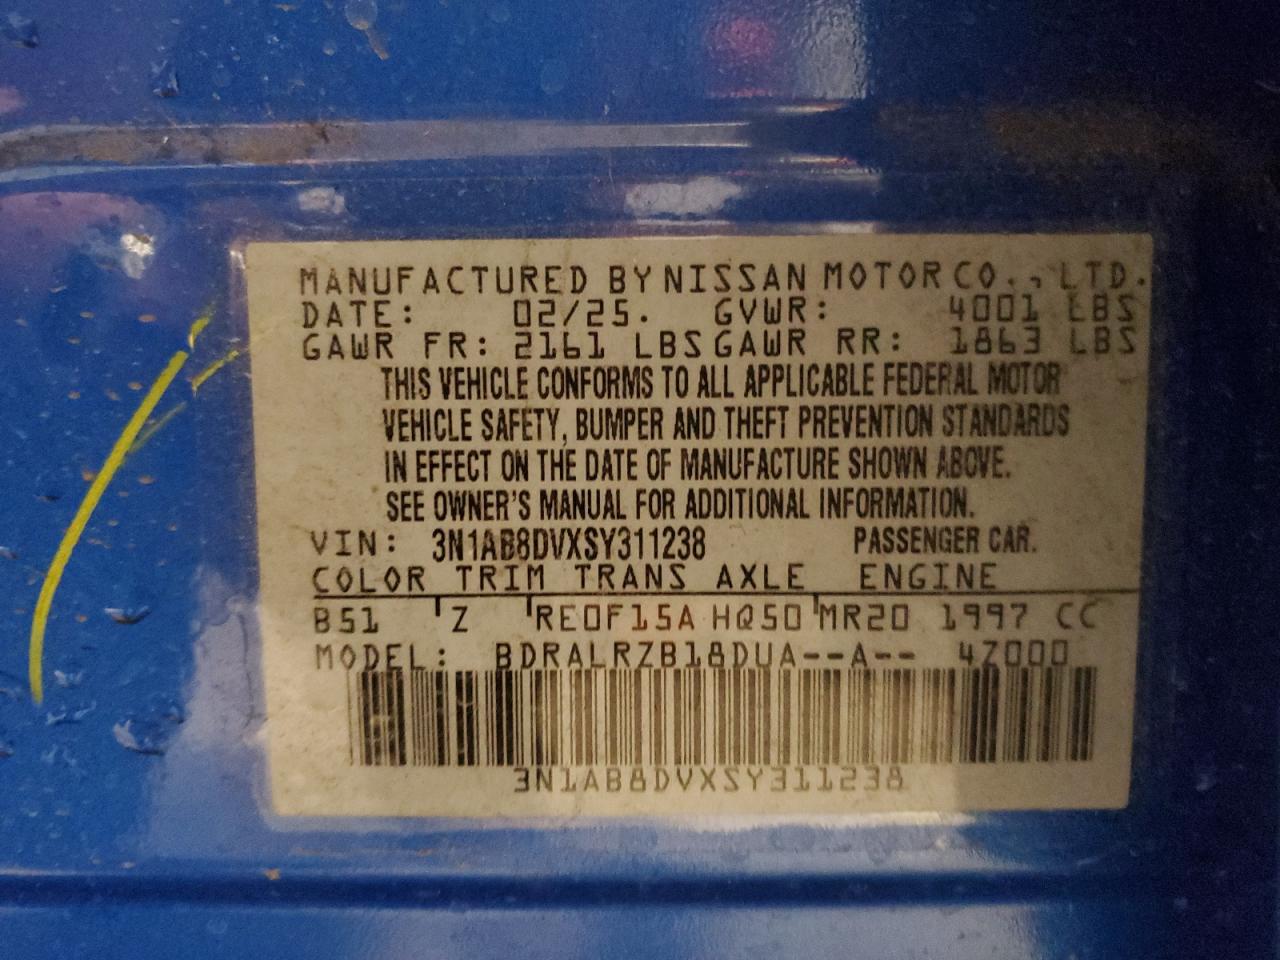 MANUFACTURED BY NISSAN MOTOR CO., LTD.
DATE: 02/25. GVWR: 4001 LBS
GAWR FR: 2161 LBS GAWR RR: 1863 LBS
THIS VEHICLE CONFORMS TO ALL APPLICABLE FEDERAL MOTOR
VEHICLE SAFETY, BUMPER AND THEFT PREVENTION STANDARDS
IN EFFECT ON THE DATE OF MANUFACTURE SHOWN ABOVE.
SEE OWNER'S MANUAL FOR ADDITIONAL INFORMATION.
VIN: 3N1AB8DVXSY311238 PASSENGER CAR.
COLOR TRIM TRANS AXLE ENGINE
B51 Z RE0F15A HQ50 MR20 1997 CC
MODEL: BDRALRZB18DUA--A-- 4Z000
3N1AB8DVXSY311238